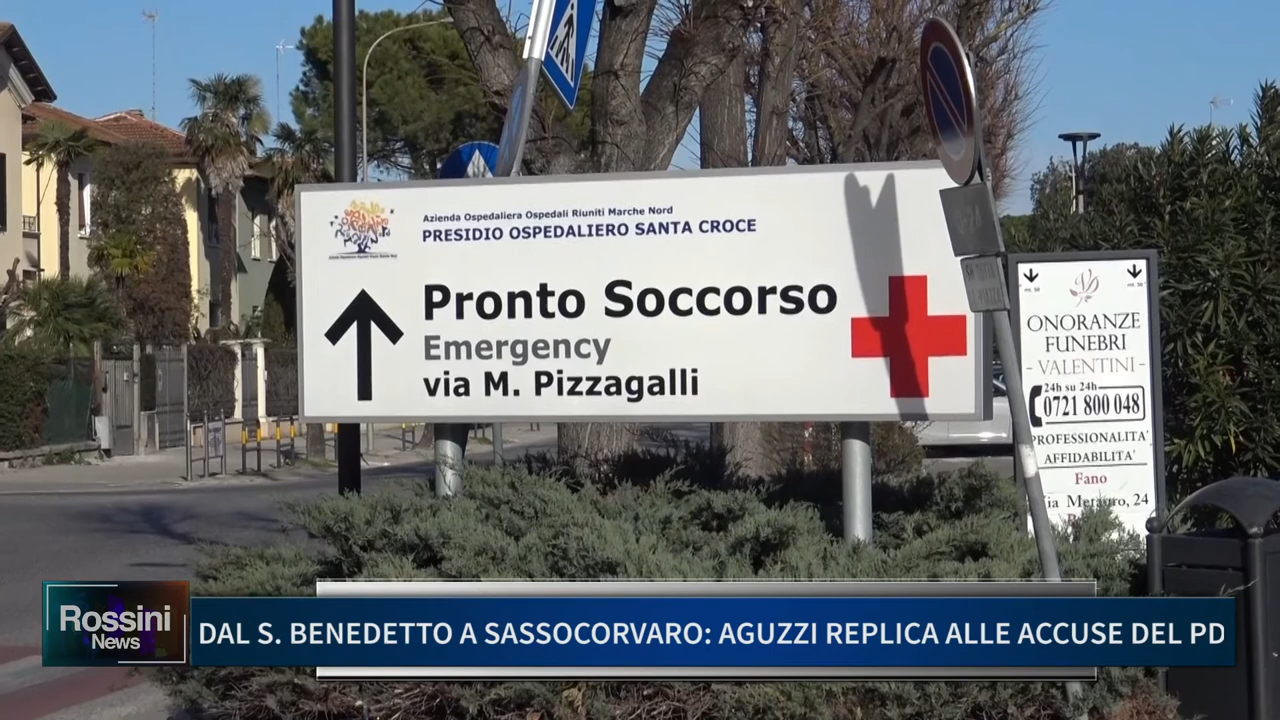 Azienda Ospedaliera Ospedali Riuniti Marche Nord
PRESIDIO OSPEDALIERO SANTA CROCE
Pronto Soccorso
Emergency
via M. Pizzagalli
ONORANZE
FUNEBRI
- VALENTINI -
24h su 24h
0721 800 048
PROFESSIONALITA'
AFFIDABILITA'
Fano
Via Metauro, 24
Rossini
News
DAL S. BENEDETTO A SASSOCORVARO: AGUZZI REPLICA ALLE ACCUSE DEL PD